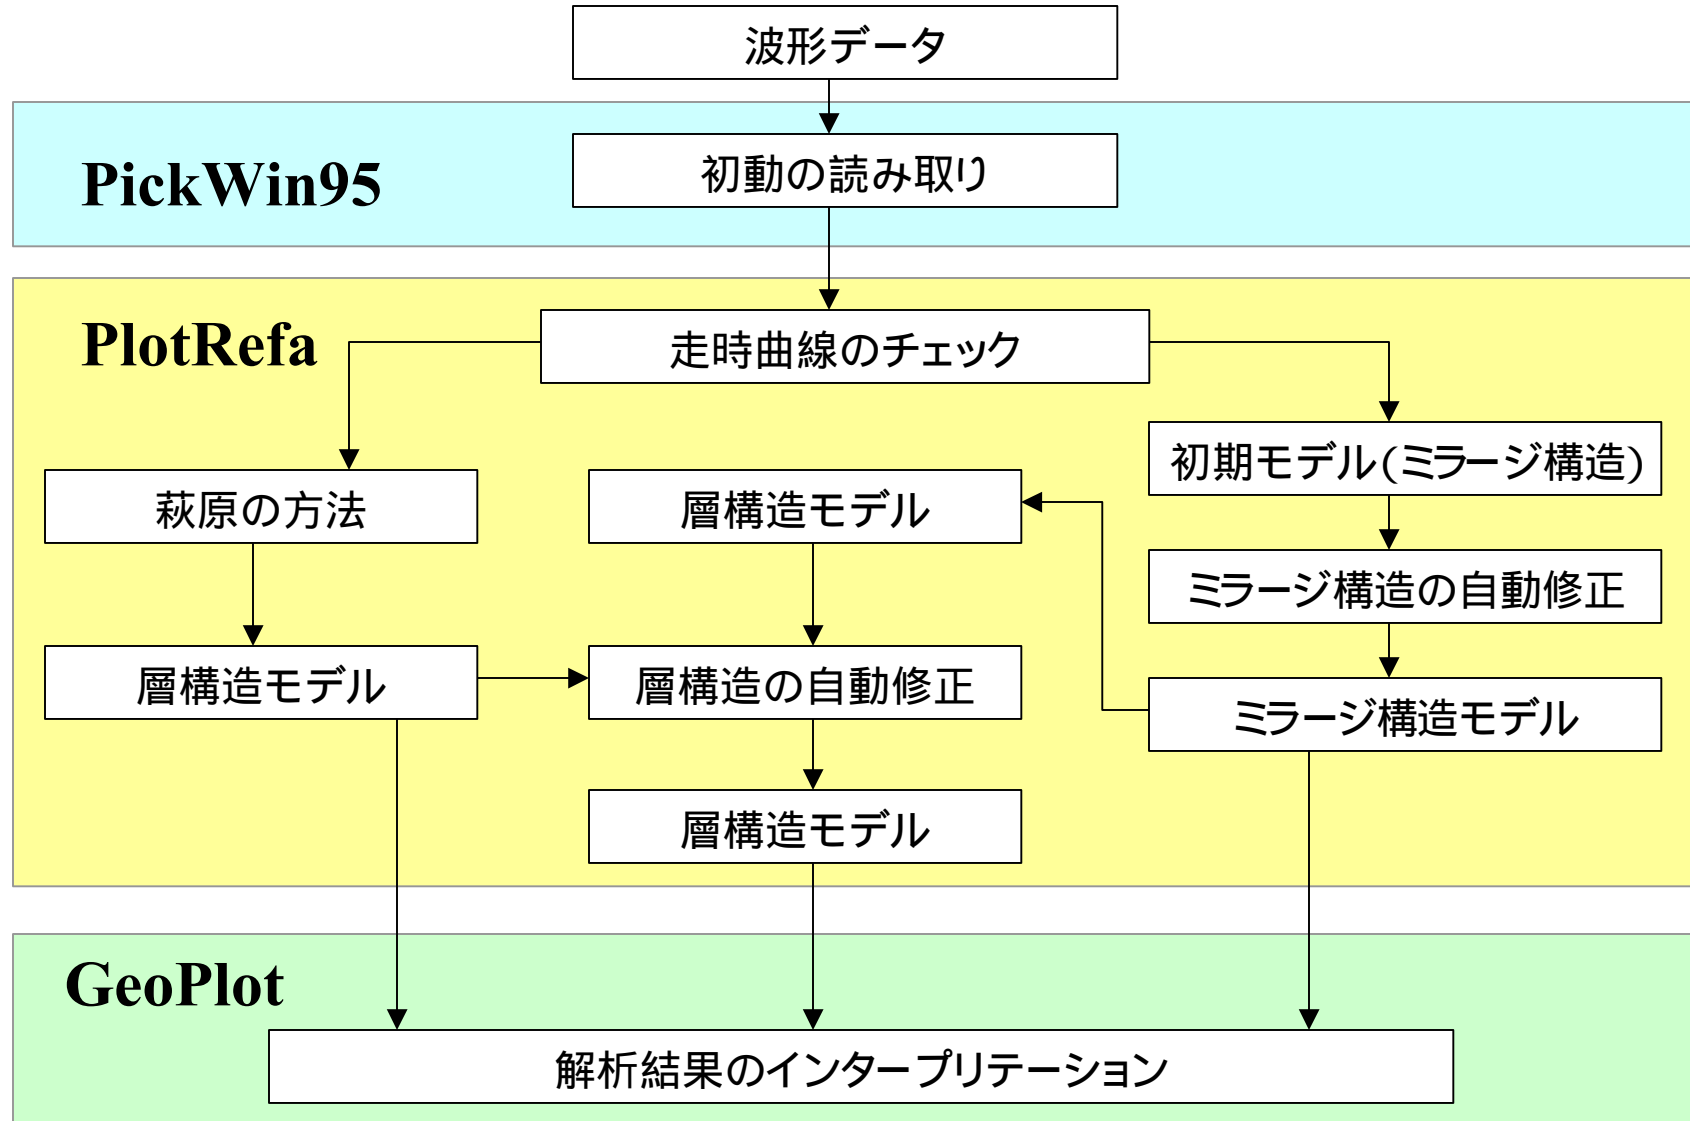 波形データ
PickWin95
初動の読み取り
PlotRefa
走時曲線のチェック
初期モデル(ミラージ構造)
萩原の方法
層構造モデル
ミラージ構造の自動修正
層構造モデル
層構造の自動修正
ミラージ構造モデル
層構造モデル
GeoPlot
解析結果のインタープリテーション